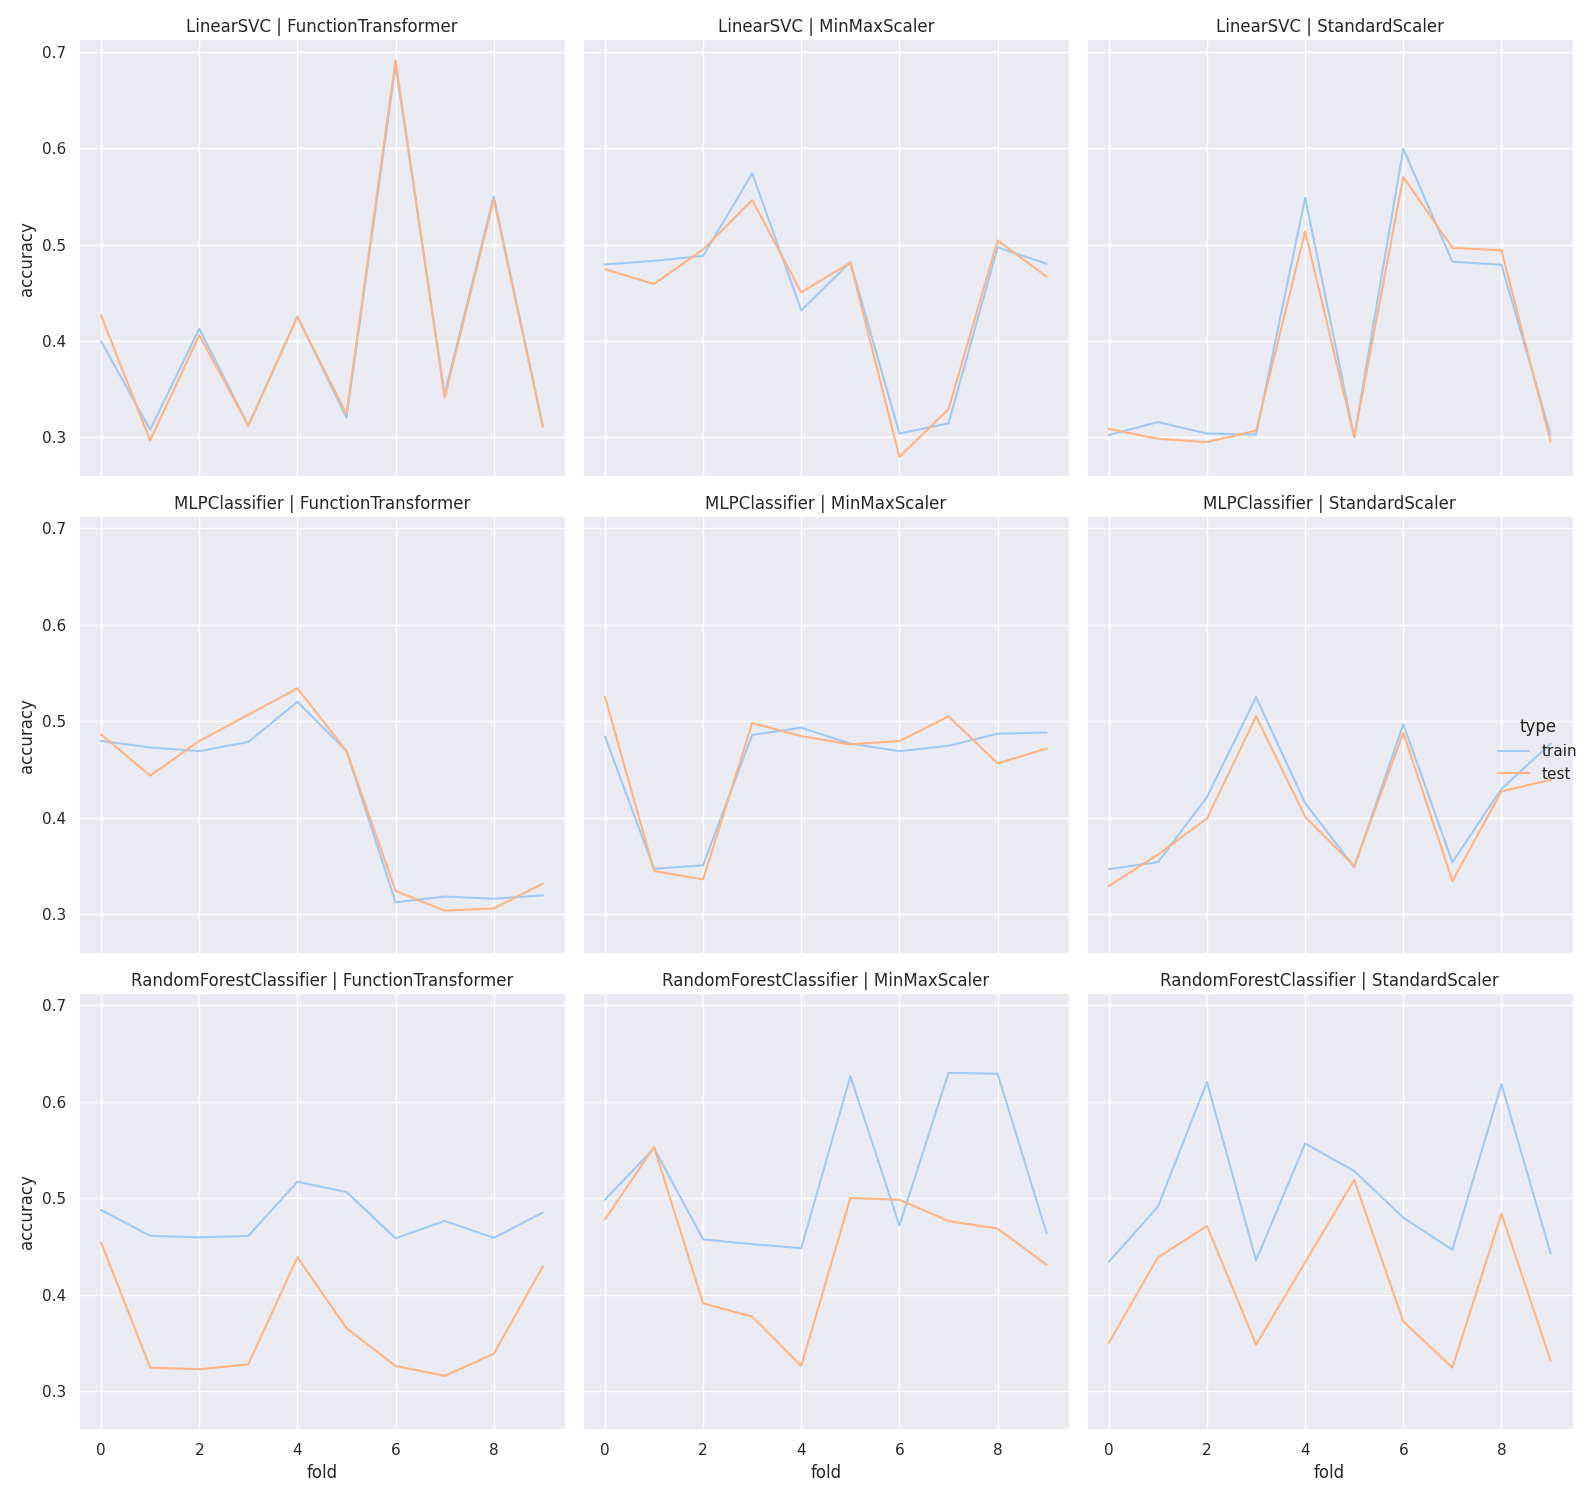 LinearSVC | FunctionTransformer
LinearSVC | MinMaxScaler
LinearSVC | StandardScaler
0.7
0.6
0.5
0.4
0.3
accuracy
MLPClassifier | FunctionTransformer
MLPClassifier | MinMaxScaler
MLPClassifier | StandardScaler
0.7
0.6
0.5
0.4
0.3
accuracy
type
train
test
RandomForestClassifier | FunctionTransformer
RandomForestClassifier | MinMaxScaler
RandomForestClassifier | StandardScaler
0.7
0.6
0.5
0.4
0.3
accuracy
0 2 4 6 8
fold
0 2 4 6 8
fold
0 2 4 6 8
fold